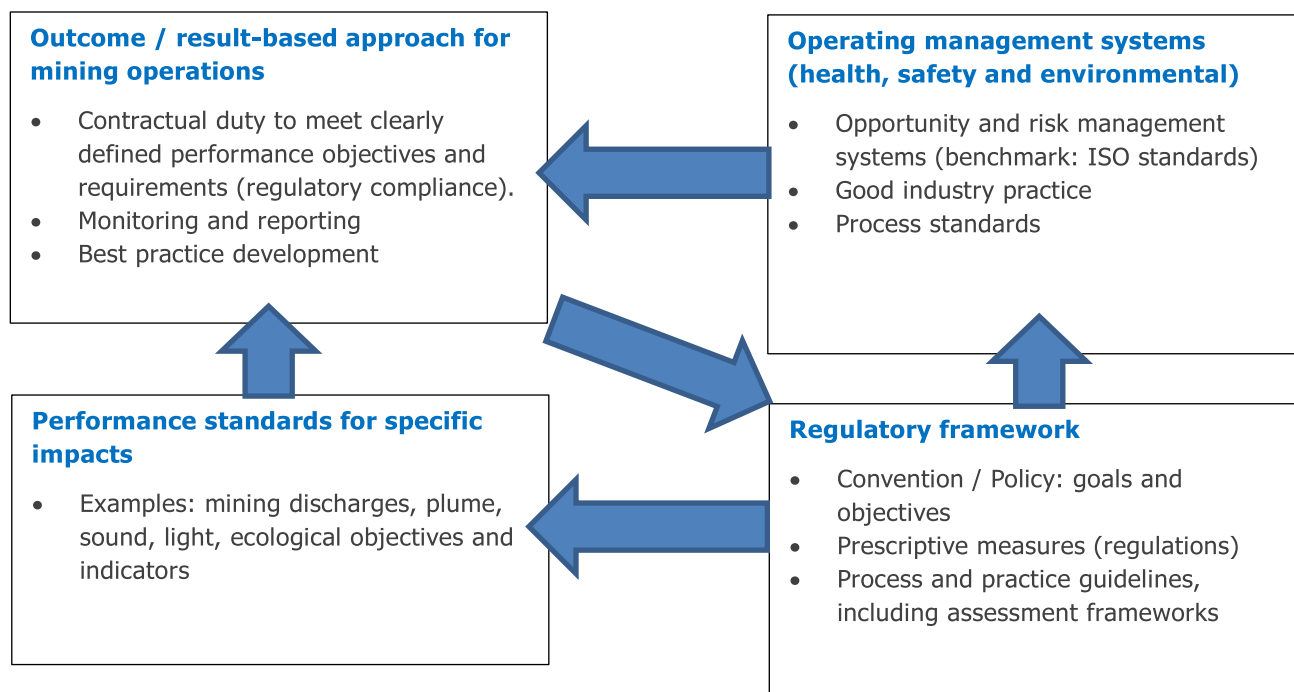 Outcome / result-based approach for
mining operations
• Contractual duty to meet clearly
defined performance objectives and
requirements (regulatory compliance).
• Monitoring and reporting
• Best practice development
Operating management systems
(health, safety and environmental)
• Opportunity and risk management
systems (benchmark: ISO standards)
• Good industry practice
• Process standards
Performance standards for specific
impacts
• Examples: mining discharges, plume,
sound, light, ecological objectives and
indicators
Regulatory framework
• Convention / Policy: goals and
objectives
• Prescriptive measures (regulations)
• Process and practice guidelines,
including assessment frameworks